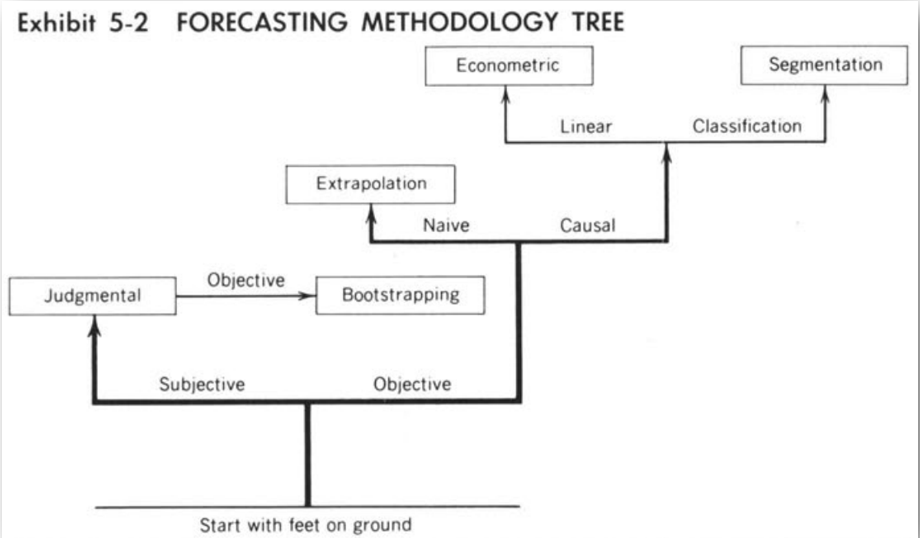 Exhibit 5-2 FORECASTING METHODOLOGY TREE
Econometric
Segmentation
Linear
Classification
Extrapolation
Naive
Causal
Judgmental
Objective
Bootstrapping
Subjective
Objective
Start with feet on ground